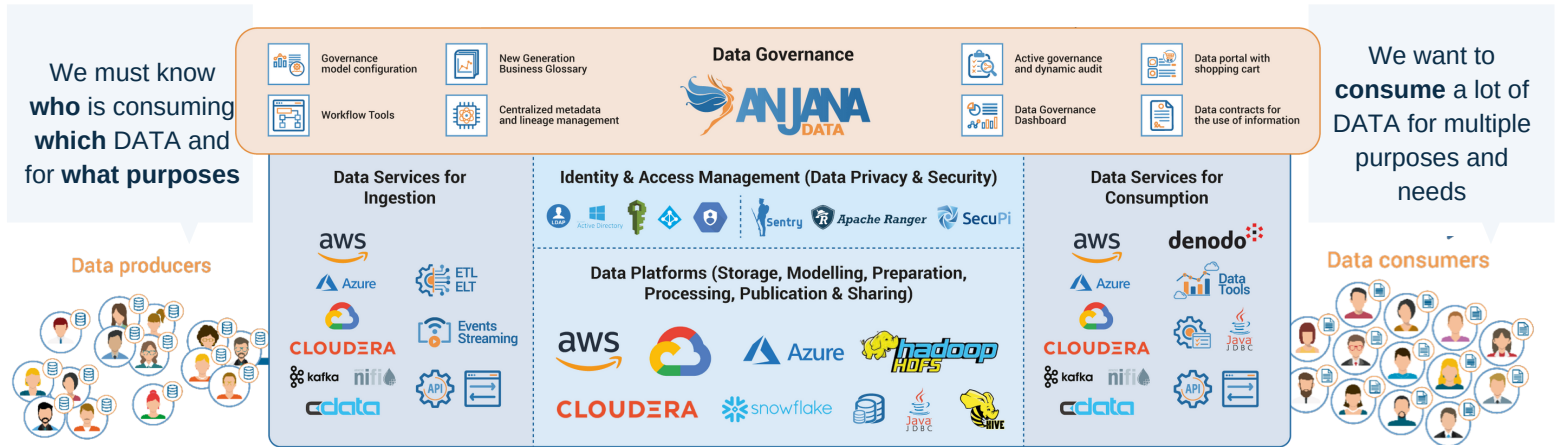 We must know
who is consuming
which DATA and
for what purposes
Data producers
Governance
model configuration
New Generation
Business Glossary
Workflow Tools
Centralized metadata
and lineage management
Data Governance
ANJANA
DATA
Active governance
and dynamic audit
Data portal with
shopping cart
Data Governance
Dashboard
Data contracts for
the use of information
Data Services for
Ingestion
aws
Azure
ETL
ELT
Events
Streaming
CLOUDERA
kafka
nifi
API
cdata
Identity & Access Management (Data Privacy & Security)
LDAP
Active Directory
Sentry
Apache Ranger
SecuPi
Data Platforms (Storage, Modelling, Preparation,
Processing, Publication & Sharing)
aws
Azure
hadoop
HDFS
CLOUDERA
snowflake
Java
JDBC
HIVE
Data Services for
Consumption
aws
denodo
Azure
Data
Tools
Java
JDBC
CLOUDERA
kafka
nifi
API
cdata
We want to
consume a lot of
DATA for multiple
purposes and
needs
Data consumers